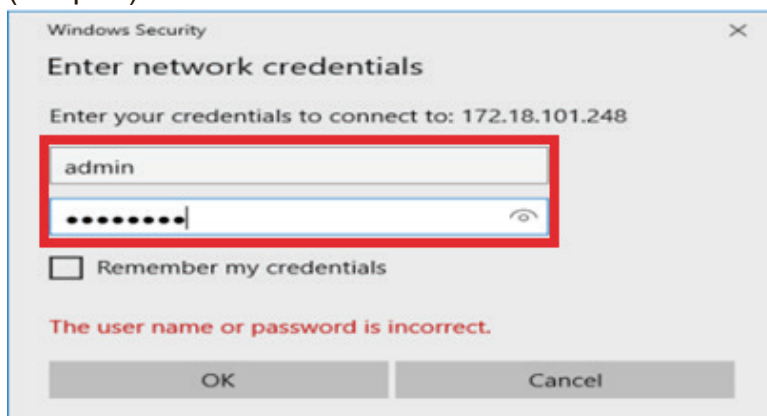 Windows Security
Enter network credentials
Enter your credentials to connect to: 172.18.101.248
admin
••••••••
Remember my credentials
The user name or password is incorrect.
OK Cancel